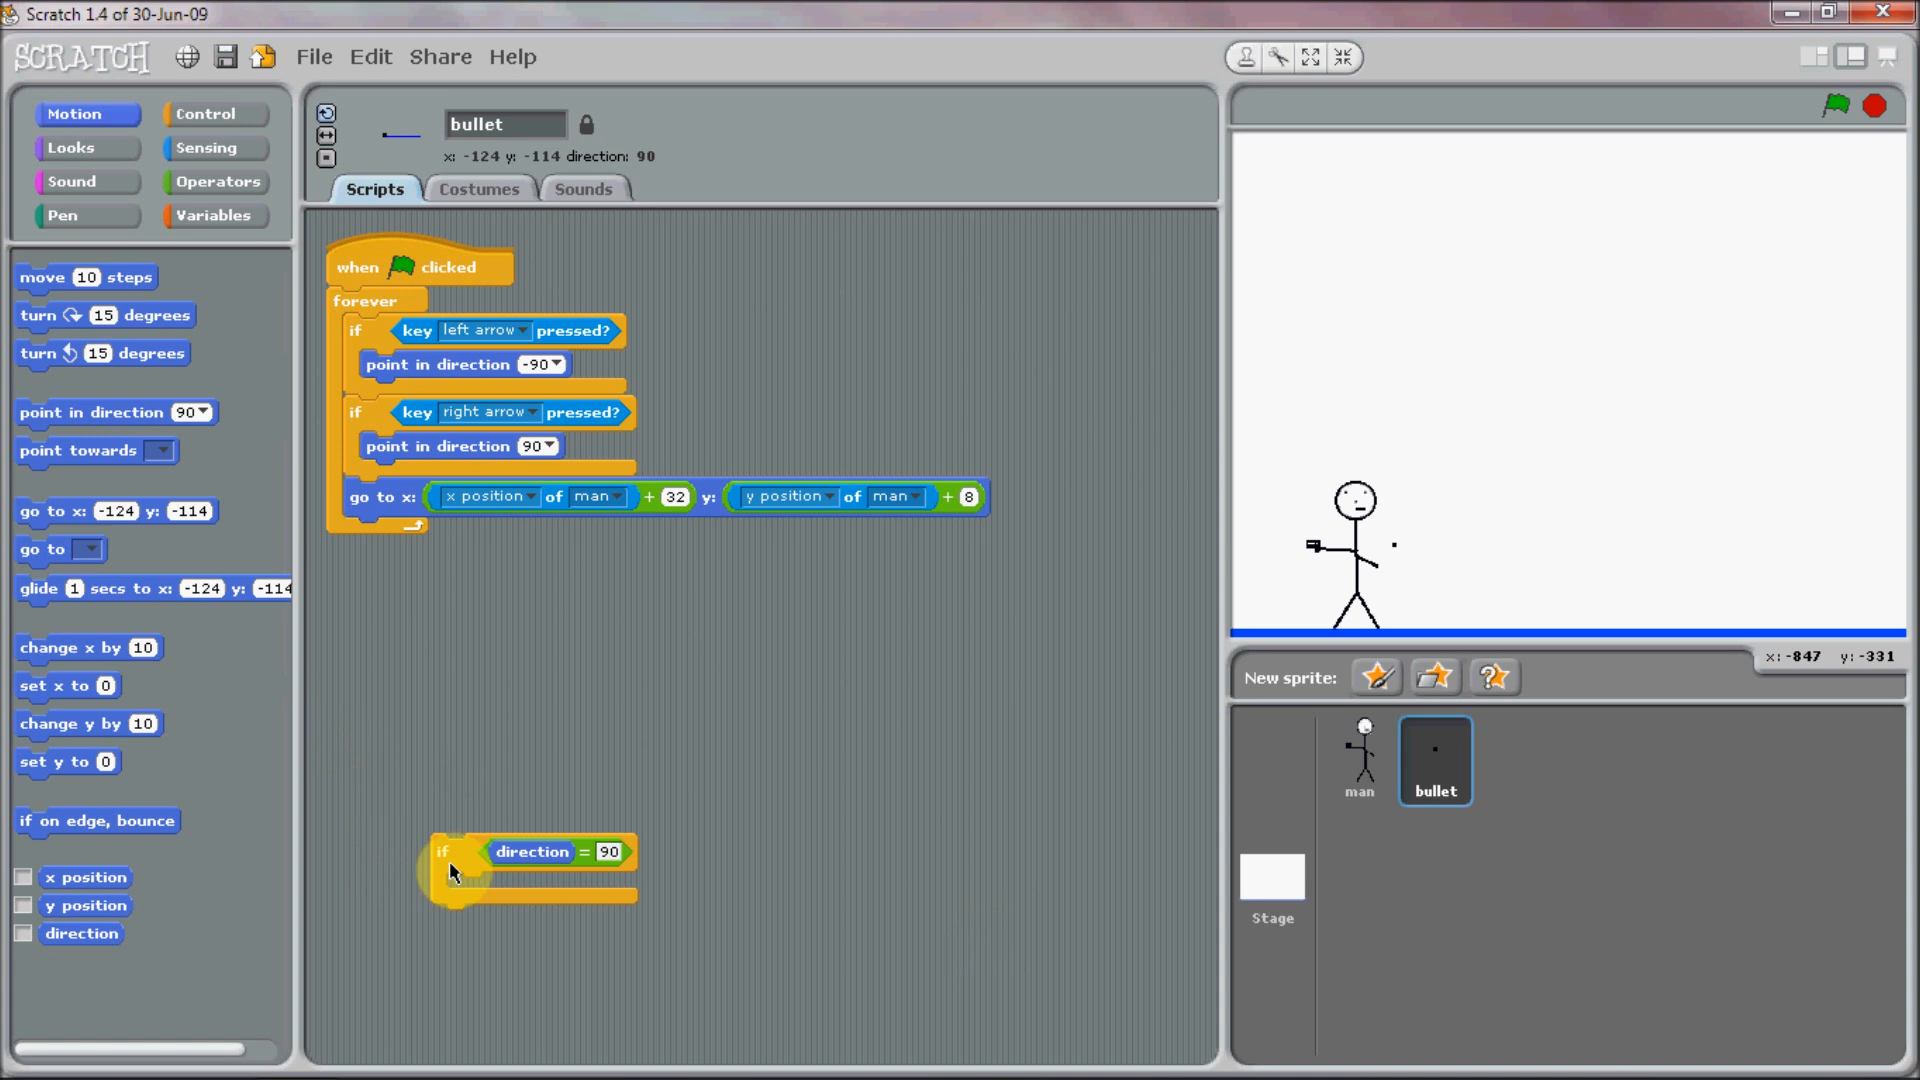 Scratch 1.4 of 30-Jun-09
SCRATCH File Edit Share Help
Motion Control
Looks Sensing
Sound Operators
Pen Variables
move 10 steps
turn 15 degrees
turn 15 degrees
point in direction 90
point towards
go to x: -124 y: -114
go to
glide 1 secs to x: -124 y: -114
change x by 10
set x to 0
change y by 10
set y to 0
if on edge, bounce
x position
y position
direction
bullet
x: -124 y: -114 direction: 90
Scripts Costumes Sounds
when clicked
forever
if key left arrow pressed?
point in direction -90
if key right arrow pressed?
point in direction 90
go to x: x position of man + 32 y: y position of man + 8
if direction = 90
x: -847 y: -331
New sprite:
man
bullet
Stage